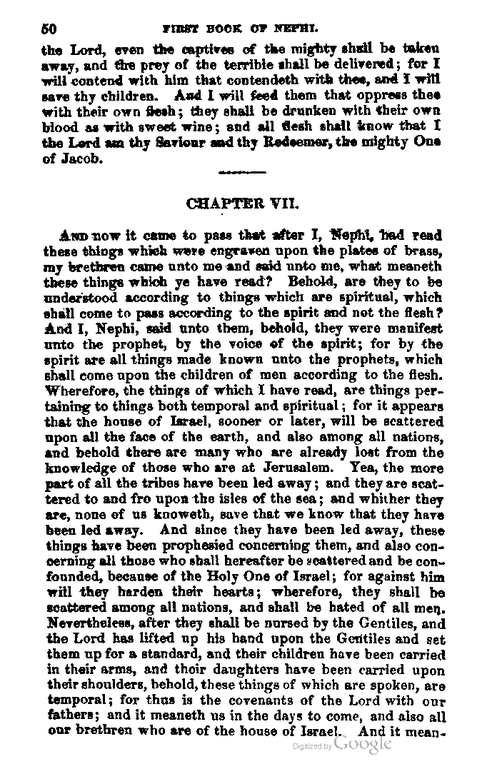 50 FIRST BOOK OF NEPHI.
the Lord, even the captives of the mighty shall be taken
away, and the prey of the terrible shall be delivered; for I
will contend with him that contendeth with thee, and I will
save thy children. And I will feed them that oppress thee
with their own flesh; they shall be drunken with their own
blood as with sweet wine; and all flesh shall know that I
the Lord am thy Saviour and thy Redeemer, the mighty One
of Jacob.
CHAPTER VII.
AND now it came to pass that after I, Nephi, had read
these things which were engraven upon the plates of brass,
my brethren came unto me and said unto me, what meaneth
these things which ye have read? Behold, are they to be
understood according to things which are spiritual, which
shall come to pass according to the spirit and not the flesh?
And I, Nephi, said unto them, behold, they were manifest
unto the prophet, by the voice of the spirit; for by the
spirit are all things made known unto the prophets, which
shall come upon the children of men according to the flesh.
Wherefore, the things of which I have read, are things per-
taining to things both temporal and spiritual; for it appears
that the house of Israel, sooner or later, will be scattered
upon all the face of the earth, and also among all nations,
and behold there are many who are already lost from the
knowledge of those who are at Jerusalem. Yea, the more
part of all the tribes have been led away; and they are scat-
tered to and fro upon the isles of the sea; and whither they
are, none of us knoweth, save that we know that they have
been led away. And since they have been led away, these
things have been prophesied concerning them, and also con-
cerning all those who shall hereafter be scattered and be con-
founded, because of the Holy One of Israel; for against him
will they harden their hearts; wherefore, they shall be
scattered among all nations, and shall be hated of all men.
Nevertheless, after they shall be nursed by the Gentiles, and
the Lord has lifted up his hand upon the Gentiles and set
them up for a standard, and their children have been carried
in their arms, and their daughters have been carried upon
their shoulders, behold, these things of which are spoken, are
temporal; for thus is the covenants of the Lord with our
fathers; and it meaneth us in the days to come, and also all
our brethren who are of the house of Israel. And it mean-
Digitized by Google